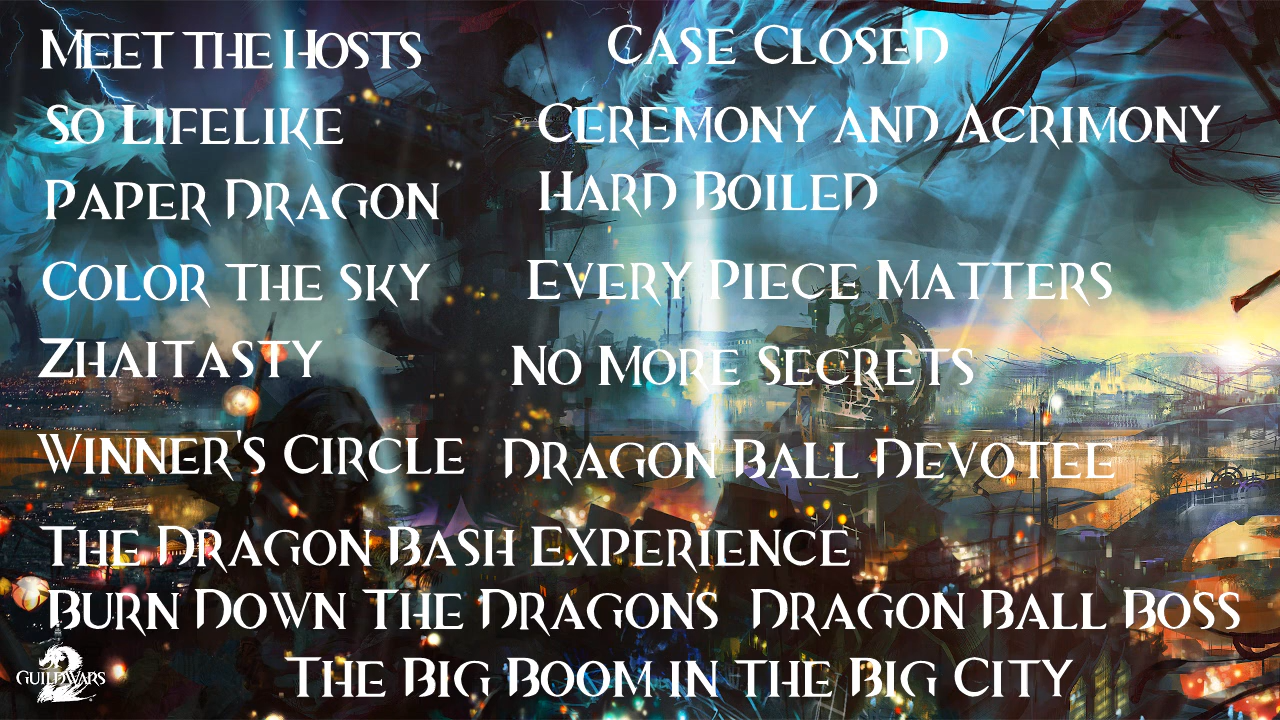 Meet the Hosts
Case Closed
So Lifelike
Ceremony and Acrimony
Paper Dragon
Hard Boiled
Color the sky
Every Piece Matters
Zhaitasty
No More Secrets
Winner's Circle
Dragon Ball Devotee
The Dragon Bash Experience
Burn Down The Dragons
Dragon Ball Boss
The Big Boom in the Big City
Guild Wars 2